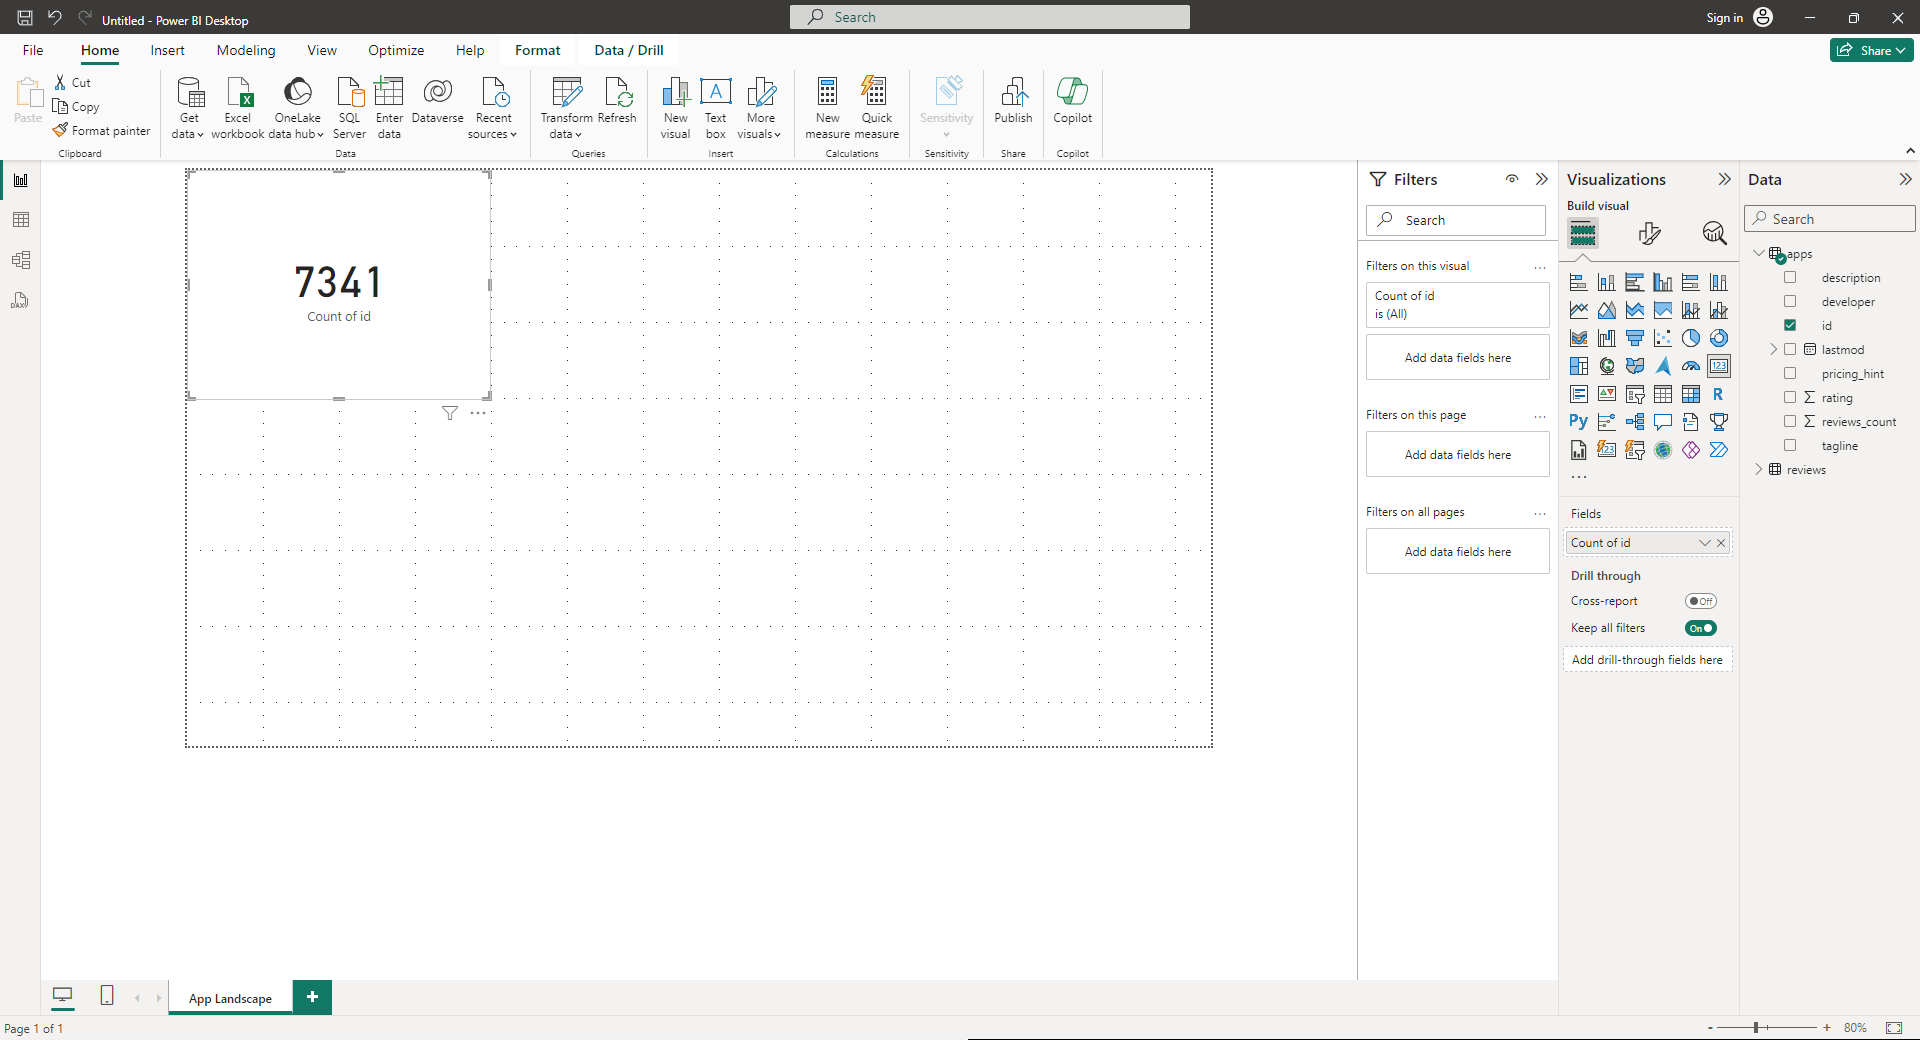 Untitled - Power BI Desktop
Search
Sign in
File
Home
Insert
Modeling
View
Optimize
Help
Format
Data / Drill
Share
Paste
Cut
Copy
Format painter
Clipboard
Get
data
Excel
workbook
OneLake
data hub
SQL
Server
Enter
data
Dataverse
Recent
sources
Data
Transform
data
Refresh
Queries
New
visual
Text
box
More
visuals
Insert
New
measure
Quick
measure
Calculations
Sensitivity
Sensitivity
Publish
Share
Copilot
Copilot
7341
Count of id
Filters
Search
Filters on this visual
...
Count of id
is (All)
Add data fields here
Filters on this page
...
Add data fields here
Filters on all pages
...
Add data fields here
Visualizations
Build visual
123
R
Py
123
...
Fields
Count of id
Drill through
Cross-report
Off
Keep all filters
On
Add drill-through fields here
Data
Search
apps
description
developer
id
lastmod
pricing_hint
∑ rating
∑ reviews_count
tagline
reviews
DAX
App Landscape
+
Page 1 of 1
- + 80%